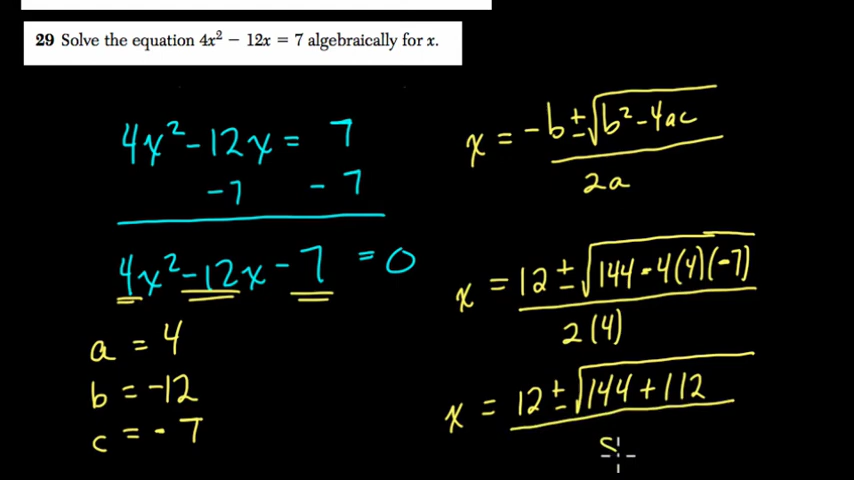 29 Solve the equation 4x² − 12x = 7 algebraically for x.
4x² - 12x = 7
-7 - 7
4x² - 12x - 7 = 0
a = 4
b = -12
c = - 7
x = -b ± √b² - 4ac
2a
x = 12 ± √144 - 4(4)(-7)
2(4)
x = 12 ± √144 + 112